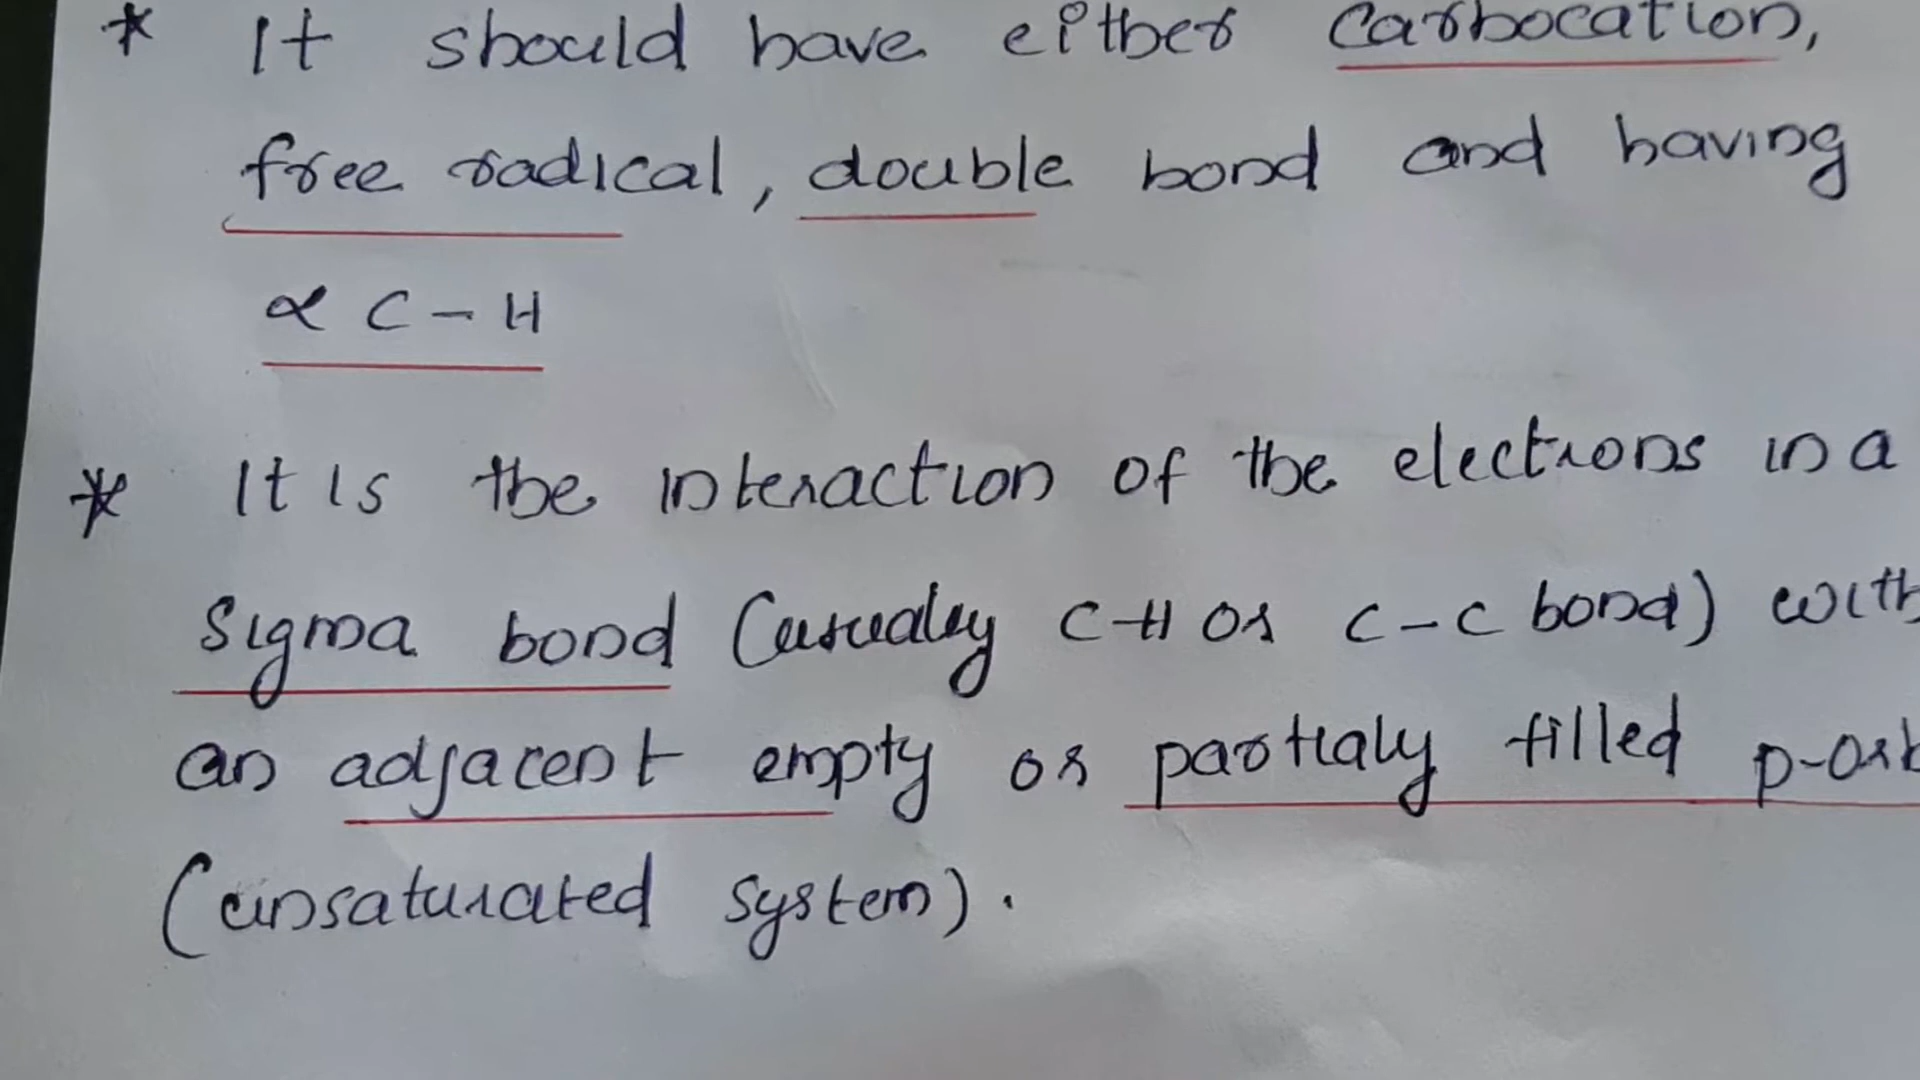 * It should have either carbocation,
free radical, double bond and having
α C-H
* It is the interaction of the electrons in a
sigma bond (usualy C-H or C-C bond) with
an adjacent empty or partialy filled p-orb
(unsaturated system).